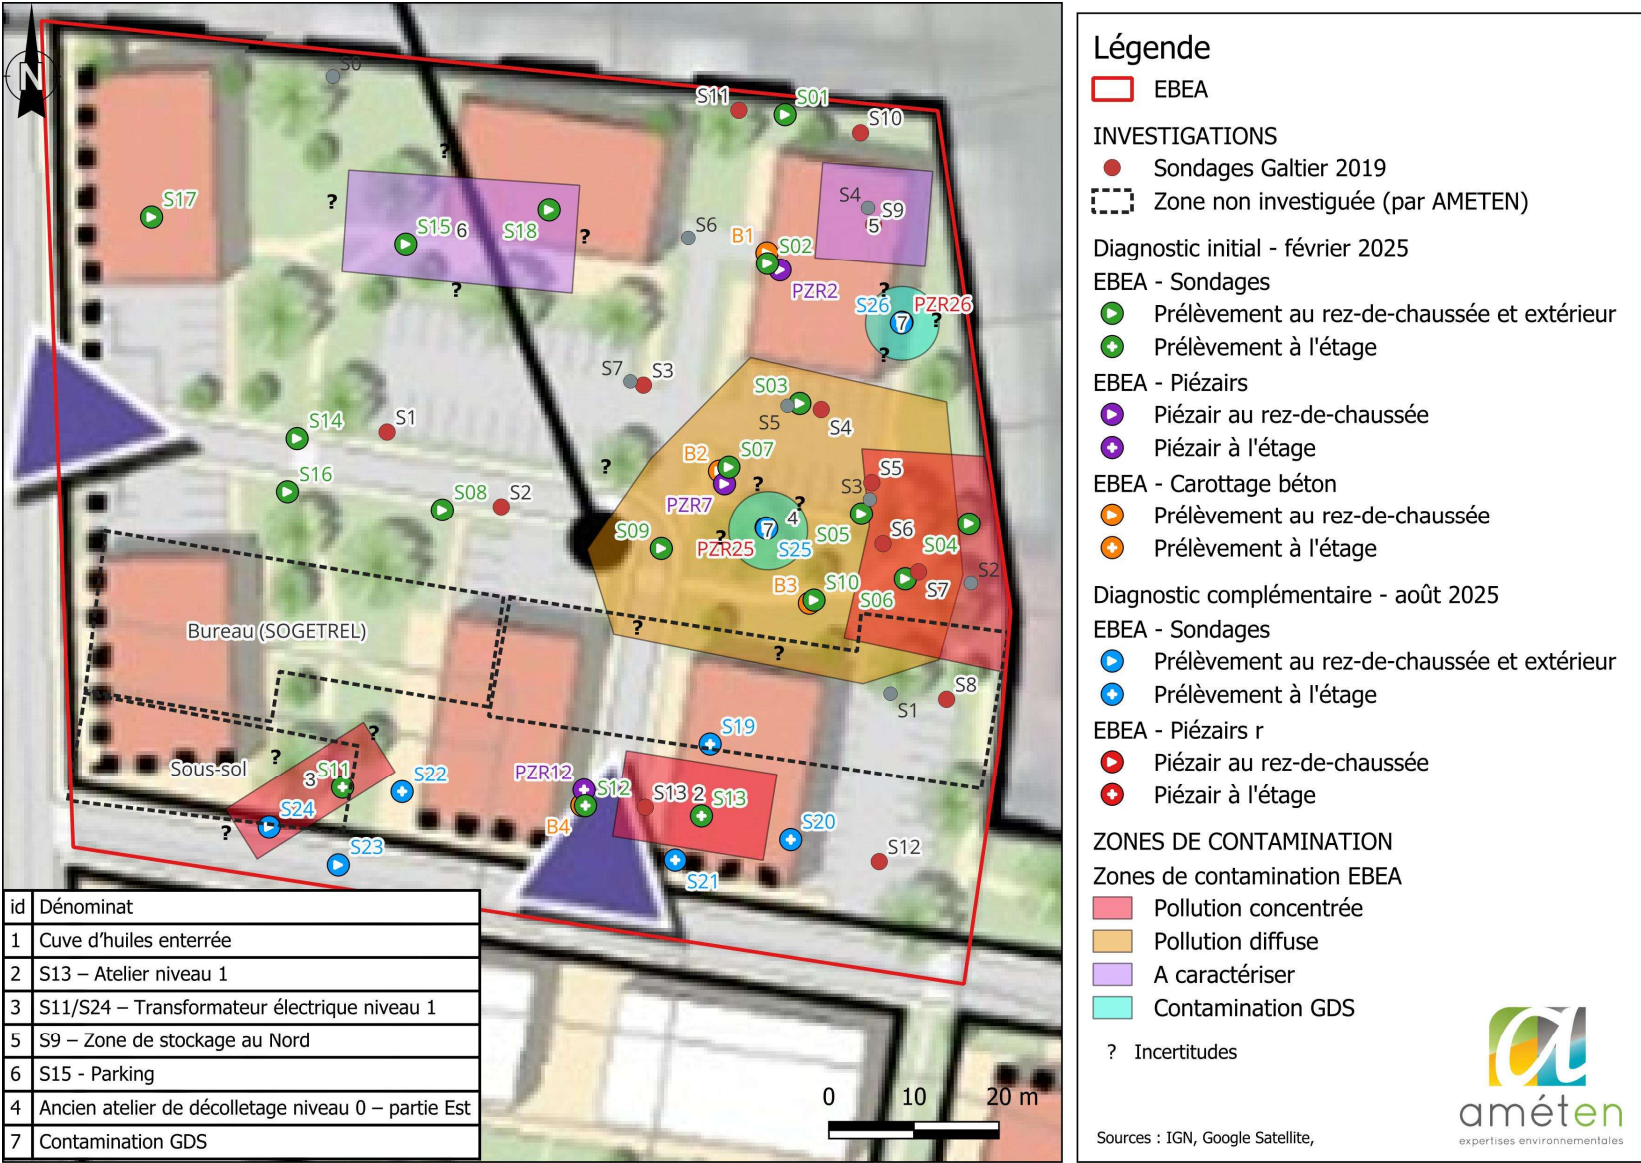 N
S0
S11
S01
S10
S17
S4
S9
5
S15
6
S18
S6
B1
S02
PZR2
S26
PZR26
7
?
?
?
?
?
?
?
S7
S3
S03
S5
S4
S14
S1
S16
S08
S2
B2
S07
PZR7
?
?
?
?
S5
S3
S09
7
4
S05
S6
S04
PZR25
S25
B3
S10
S06
S7
S2
?
?
Bureau (SOGETREL)
S8
S1
S19
?
?
?
Sous-sol
3
S11
S22
S24
S23
PZR12
S12
B4
S13
2
S13
S20
S21
S12
id Dénominat
1 Cuve d’huiles enterrée
2 S13 – Atelier niveau 1
3 S11/S24 – Transformateur électrique niveau 1
5 S9 – Zone de stockage au Nord
6 S15 - Parking
4 Ancien atelier de décolletage niveau 0 – partie Est
7 Contamination GDS
0 10 20 m
Légende
EBEA
INVESTIGATIONS
Sondages Galtier 2019
Zone non investiguée (par AMETEN)
Diagnostic initial - février 2025
EBEA - Sondages
Prélèvement au rez-de-chaussée et extérieur
Prélèvement à l'étage
EBEA - Piézairs
Piézair au rez-de-chaussée
Piézair à l'étage
EBEA - Carottage béton
Prélèvement au rez-de-chaussée
Prélèvement à l'étage
Diagnostic complémentaire - août 2025
EBEA - Sondages
Prélèvement au rez-de-chaussée et extérieur
Prélèvement à l'étage
EBEA - Piézairs r
Piézair au rez-de-chaussée
Piézair à l'étage
ZONES DE CONTAMINATION
Zones de contamination EBEA
Pollution concentrée
Pollution diffuse
A caractériser
Contamination GDS
? Incertitudes
Sources : IGN, Google Satellite,
a
améten
expertises environnementales